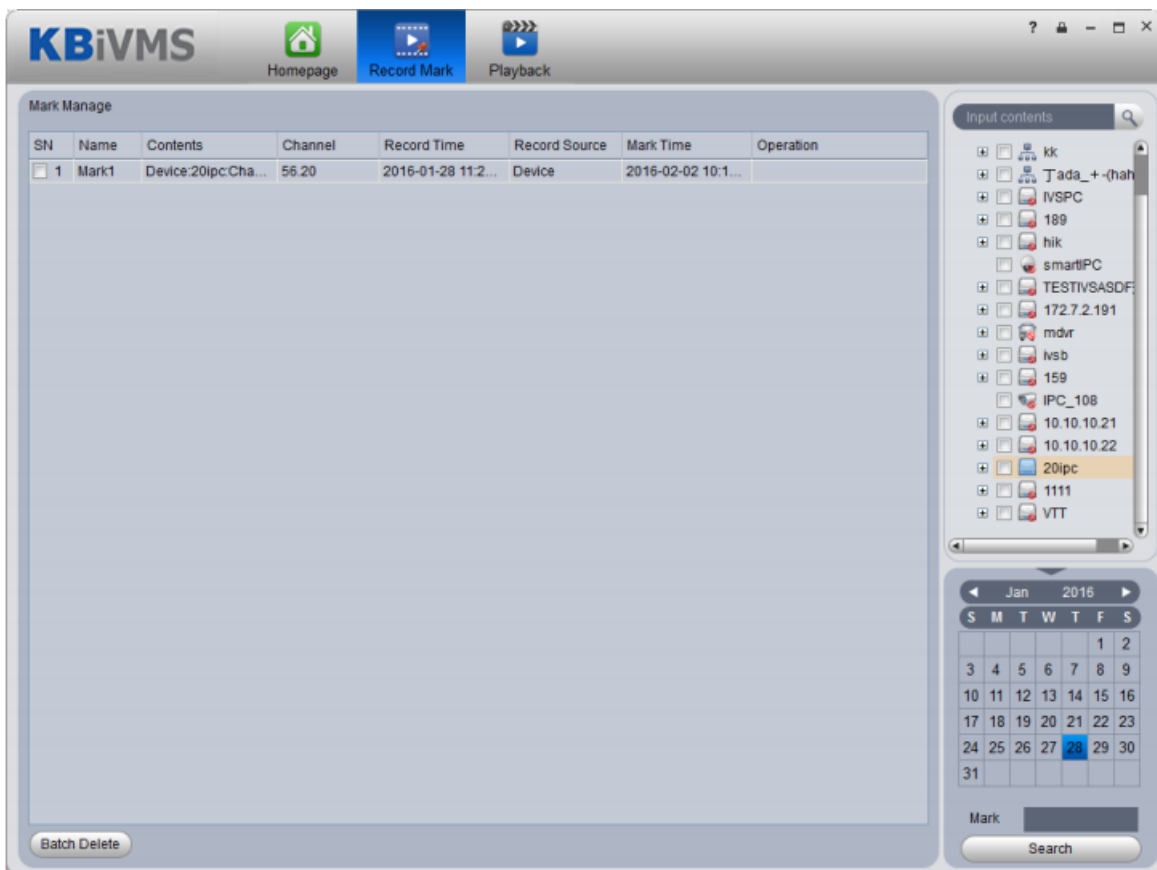 KBiVMS
Homepage
Record Mark
Playback
?
Mark Manage
SN Name Contents Channel Record Time Record Source Mark Time Operation
1 Mark1 Device:20ipc:Cha... 56.20 2016-01-28 11:2... Device 2016-02-02 10:1...
Batch Delete
Input contents
kk
丁ada_+-(hah
IVSPC
189
hik
smartIPC
TESTIVSASDF
172.7.2.191
mdvr
ivsb
159
IPC_108
10.10.10.21
10.10.10.22
20ipc
1111
VTT
Jan 2016
S M T W T F S
1 2
3 4 5 6 7 8 9
10 11 12 13 14 15 16
17 18 19 20 21 22 23
24 25 26 27 28 29 30
31
Mark
Search